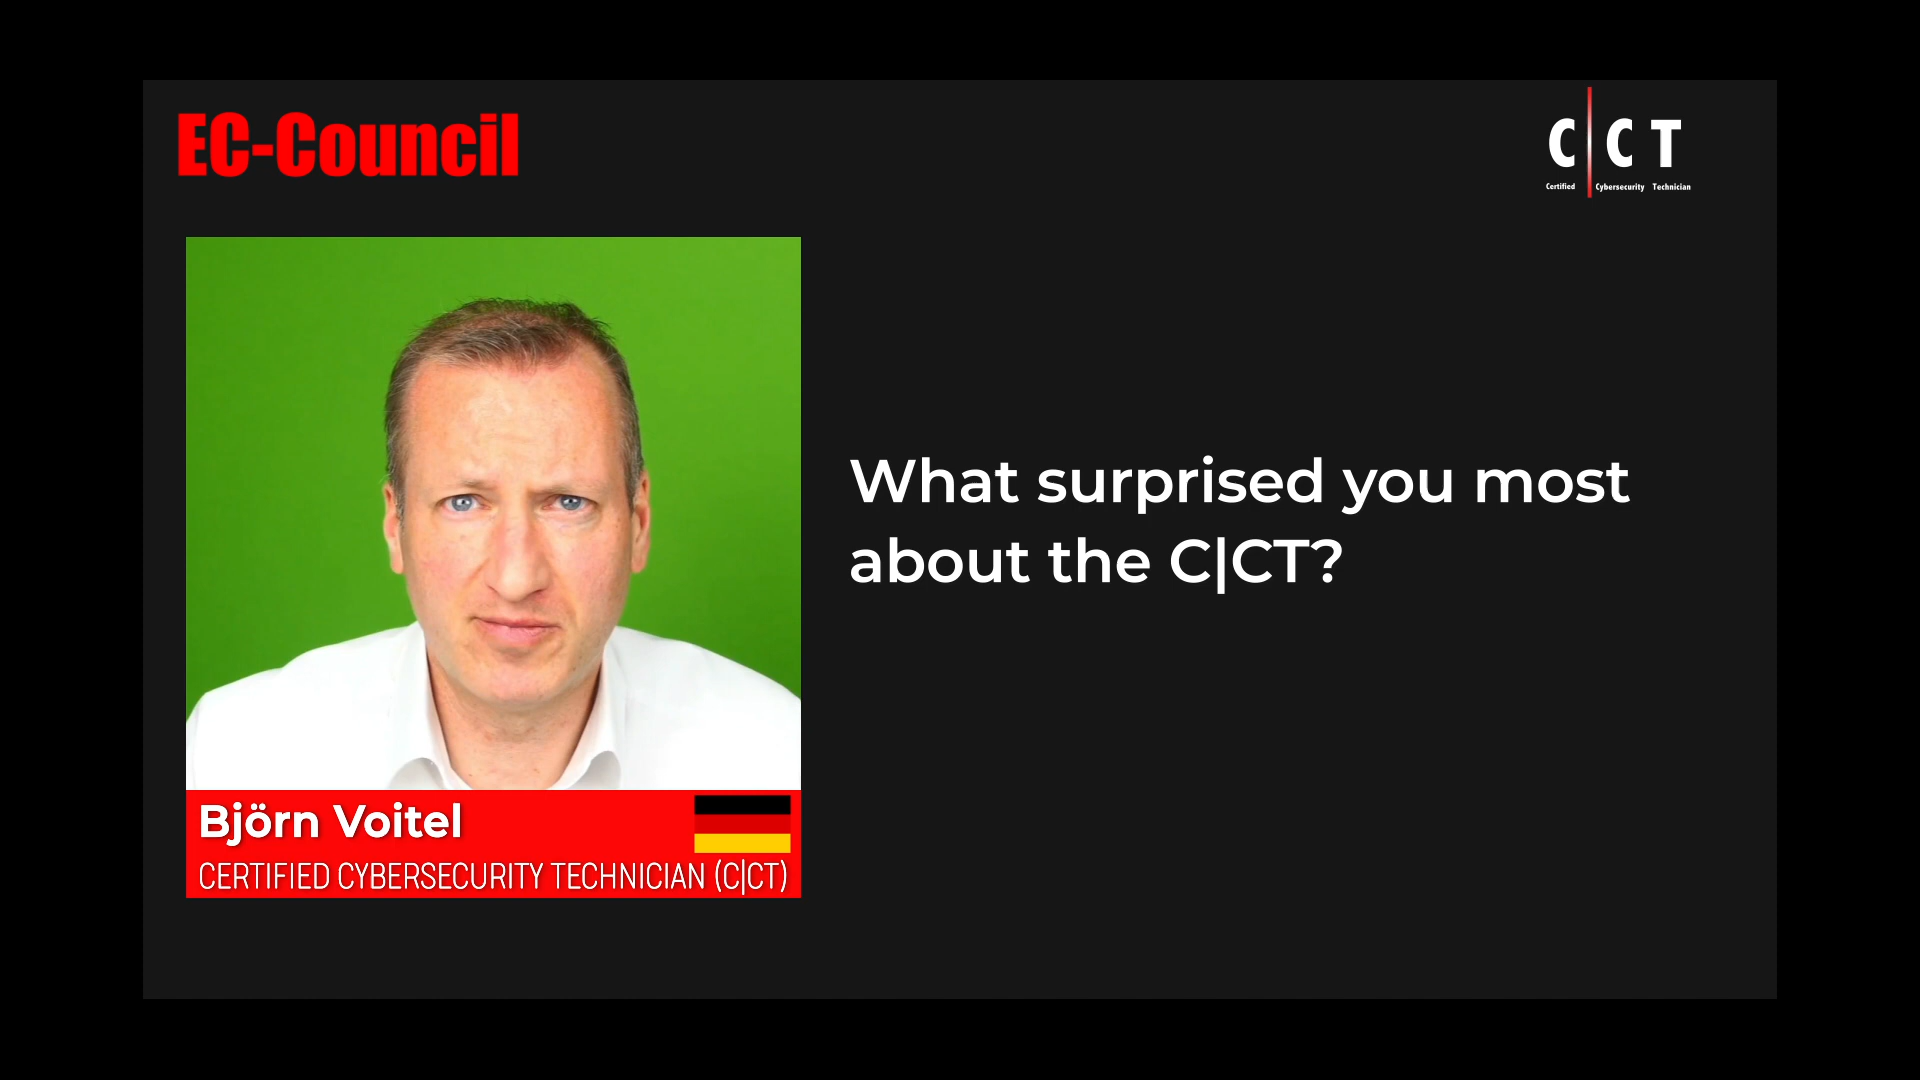 EC-Council
C|CT
Certified Cybersecurity Technician
What surprised you most
about the C|CT?
Björn Voitel
CERTIFIED CYBERSECURITY TECHNICIAN (C|CT)